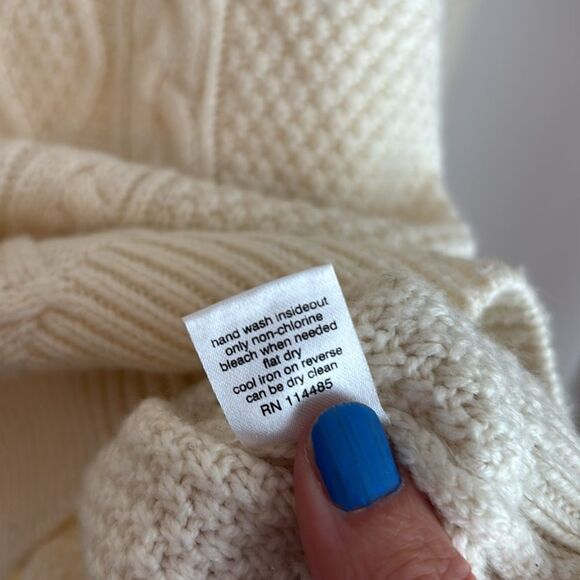 hand wash insideout
only non-chlorine
bleach when needed
flat dry
cool iron on reverse
can be dry clean
RN 114485